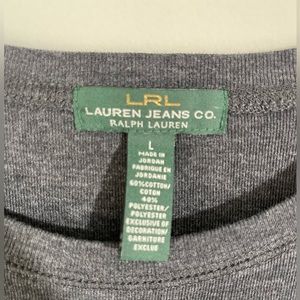 LRL
LAUREN JEANS CO.
RALPH LAUREN
L
MADE IN
JORDAN
FABRIQUE EN
JORDANIE
60% COTTON/
COTON
40%
POLYESTER/
POLYESTER
EXCLUSIVE OF
DECORATION/
GARNITURE
EXCLUE